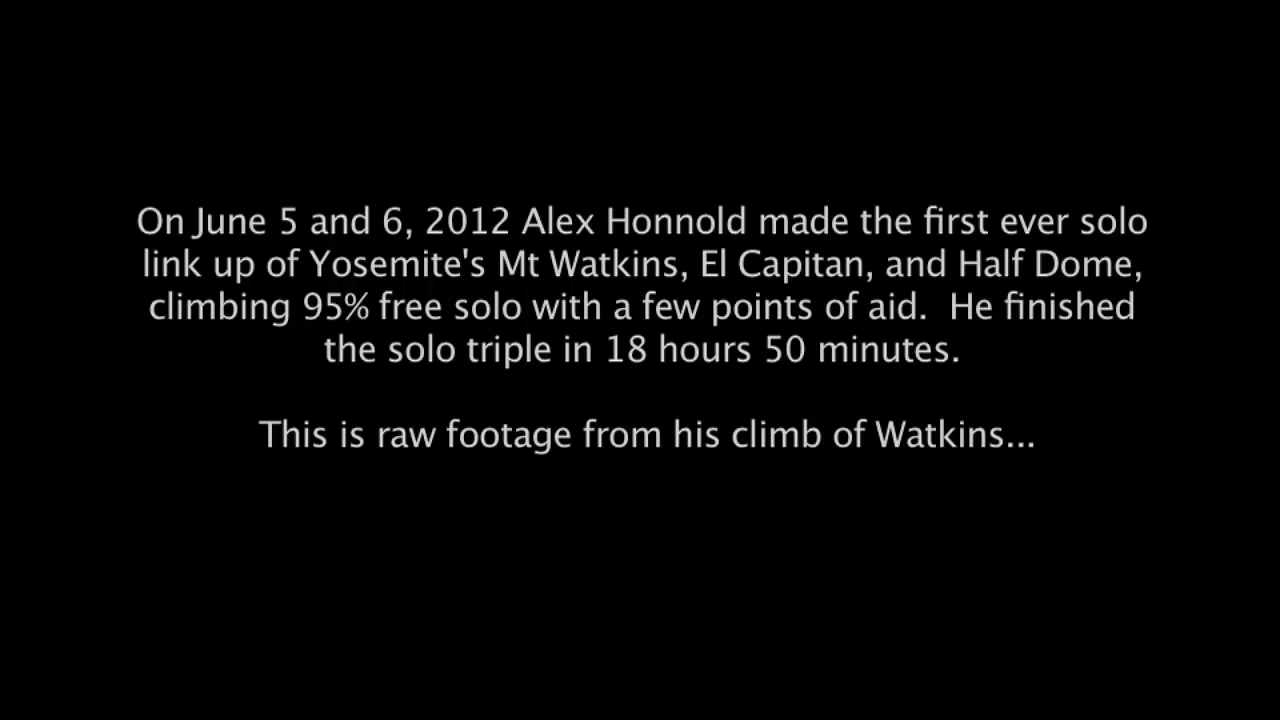 On June 5 and 6, 2012 Alex Honnold made the first ever solo
link up of Yosemite's Mt Watkins, El Capitan, and Half Dome,
climbing 95% free solo with a few points of aid.  He finished
the solo triple in 18 hours 50 minutes.
This is raw footage from his climb of Watkins...